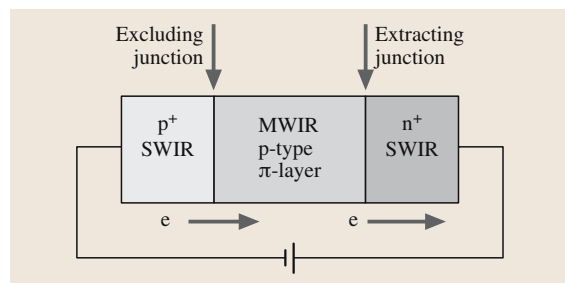 Excluding
junction
Extracting
junction
p+
SWIR
MWIR
p-type
π-layer
n+
SWIR
e
e